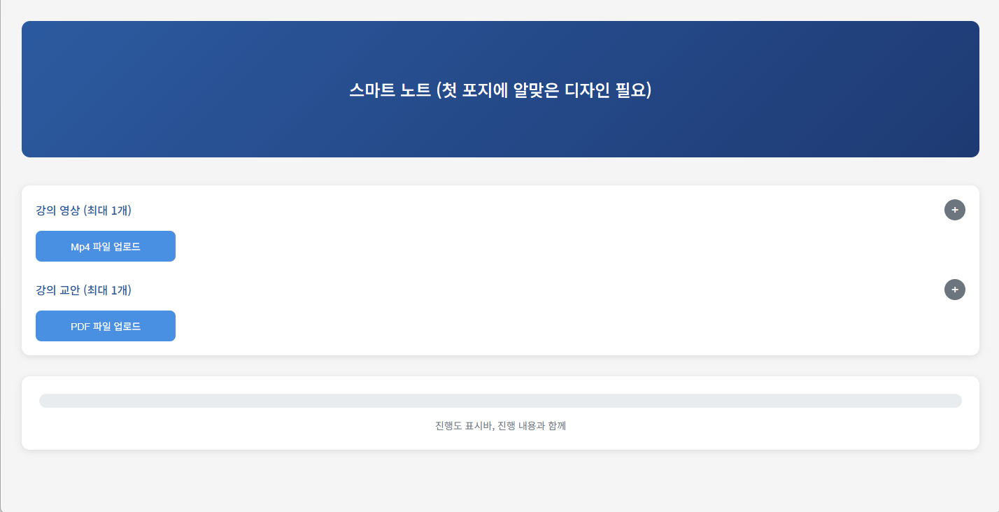 스마트 노트 (첫 포지에 알맞은 디자인 필요)
강의 영상 (최대 1개)
+
Mp4 파일 업로드
강의 교안 (최대 1개)
+
PDF 파일 업로드
진행도 표시바, 진행 내용과 함께